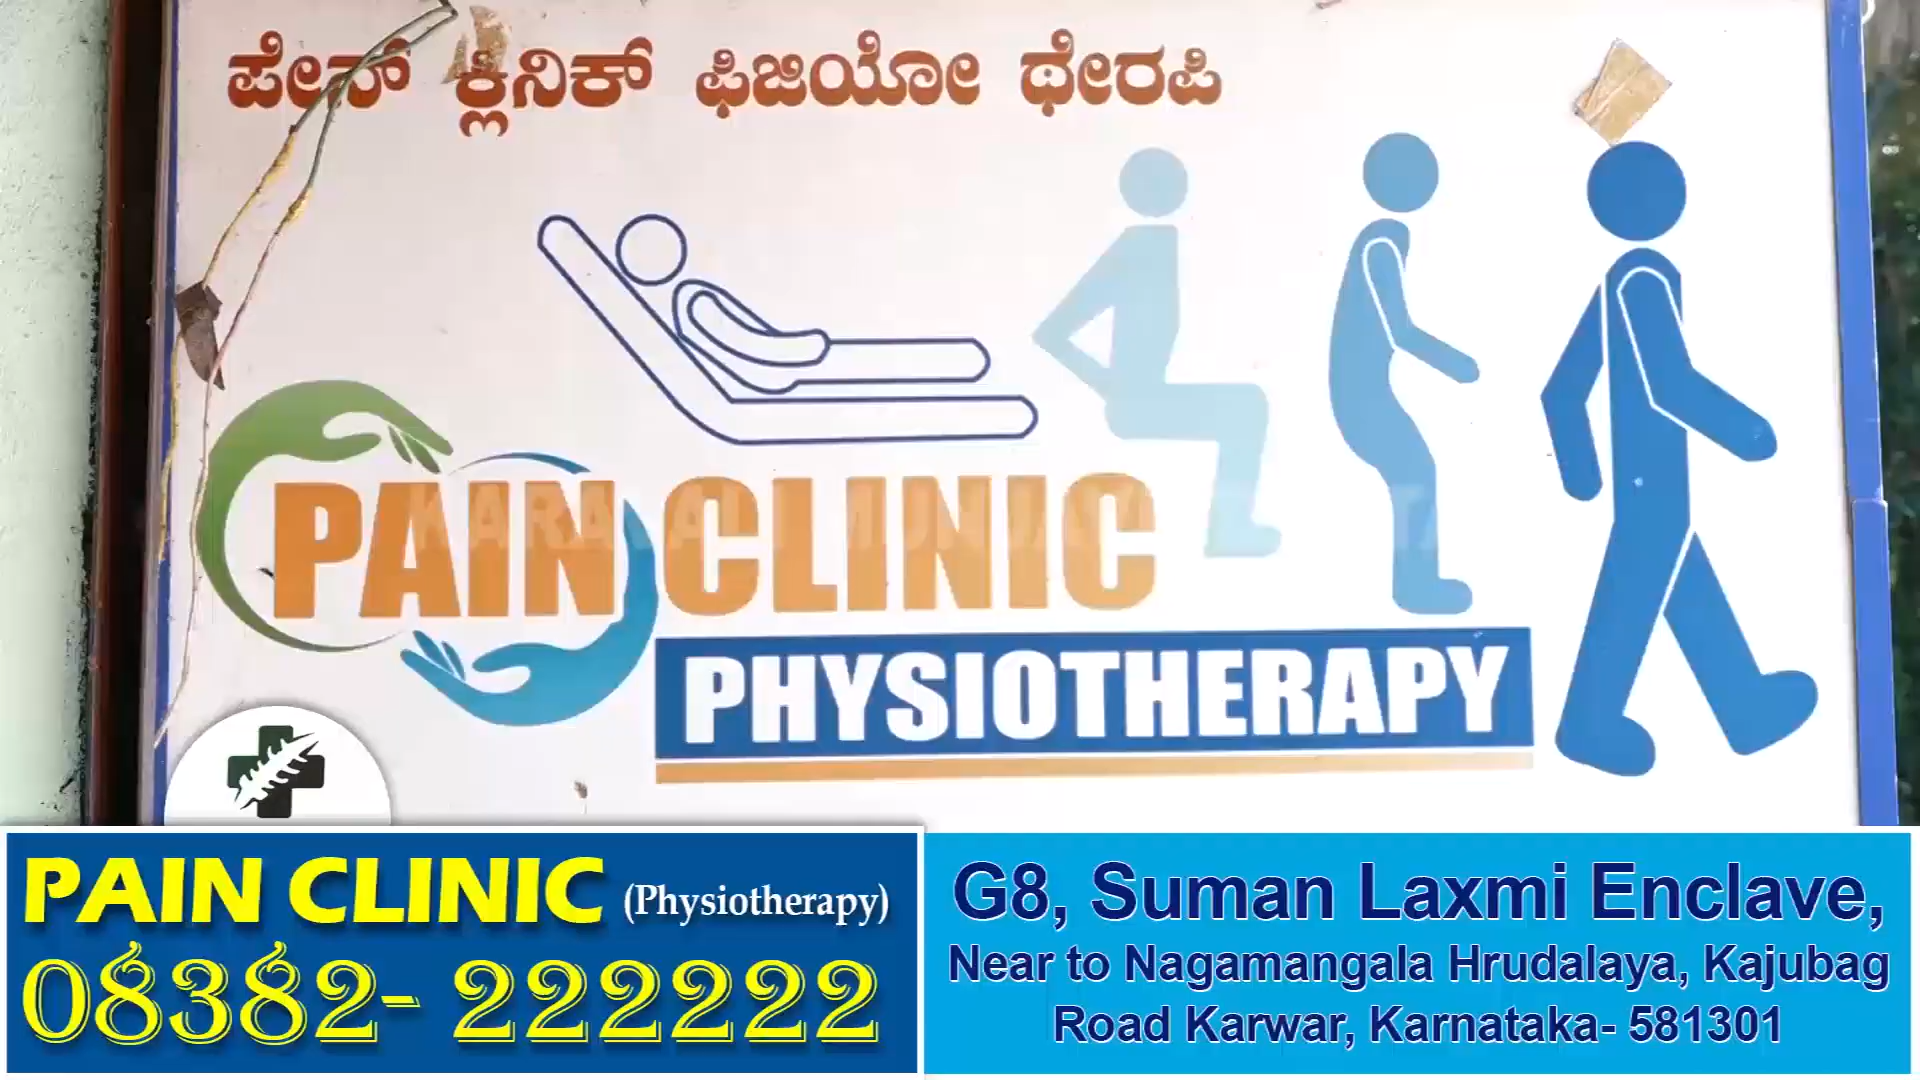 ಪೇನ್ ಕ್ಲಿನಿಕ್ ಫಿಜಿಯೋ ಥೇರಪಿ
PAIN CLINIC
PHYSIOTHERAPY
PAIN CLINIC (Physiotherapy)
08382- 222222
G8, Suman Laxmi Enclave,
Near to Nagamangala Hrudalaya, Kajubag
Road Karwar, Karnataka- 581301